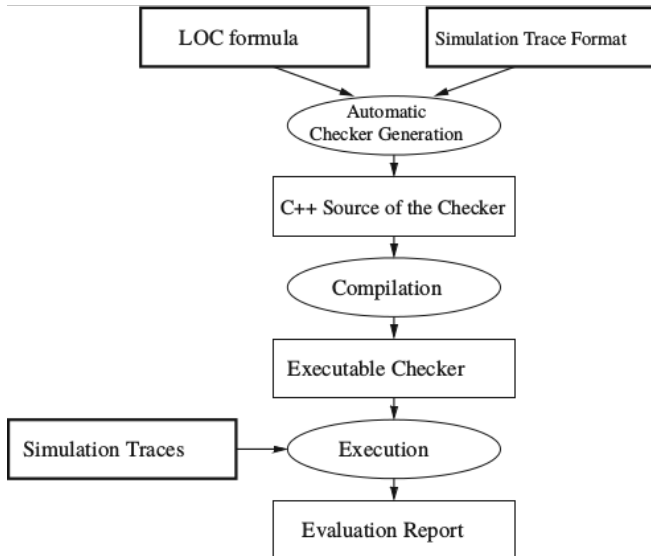 LOC formula
Simulation Trace Format
Automatic
Checker Generation
C++ Source of the Checker
Compilation
Executable Checker
Simulation Traces
Execution
Evaluation Report